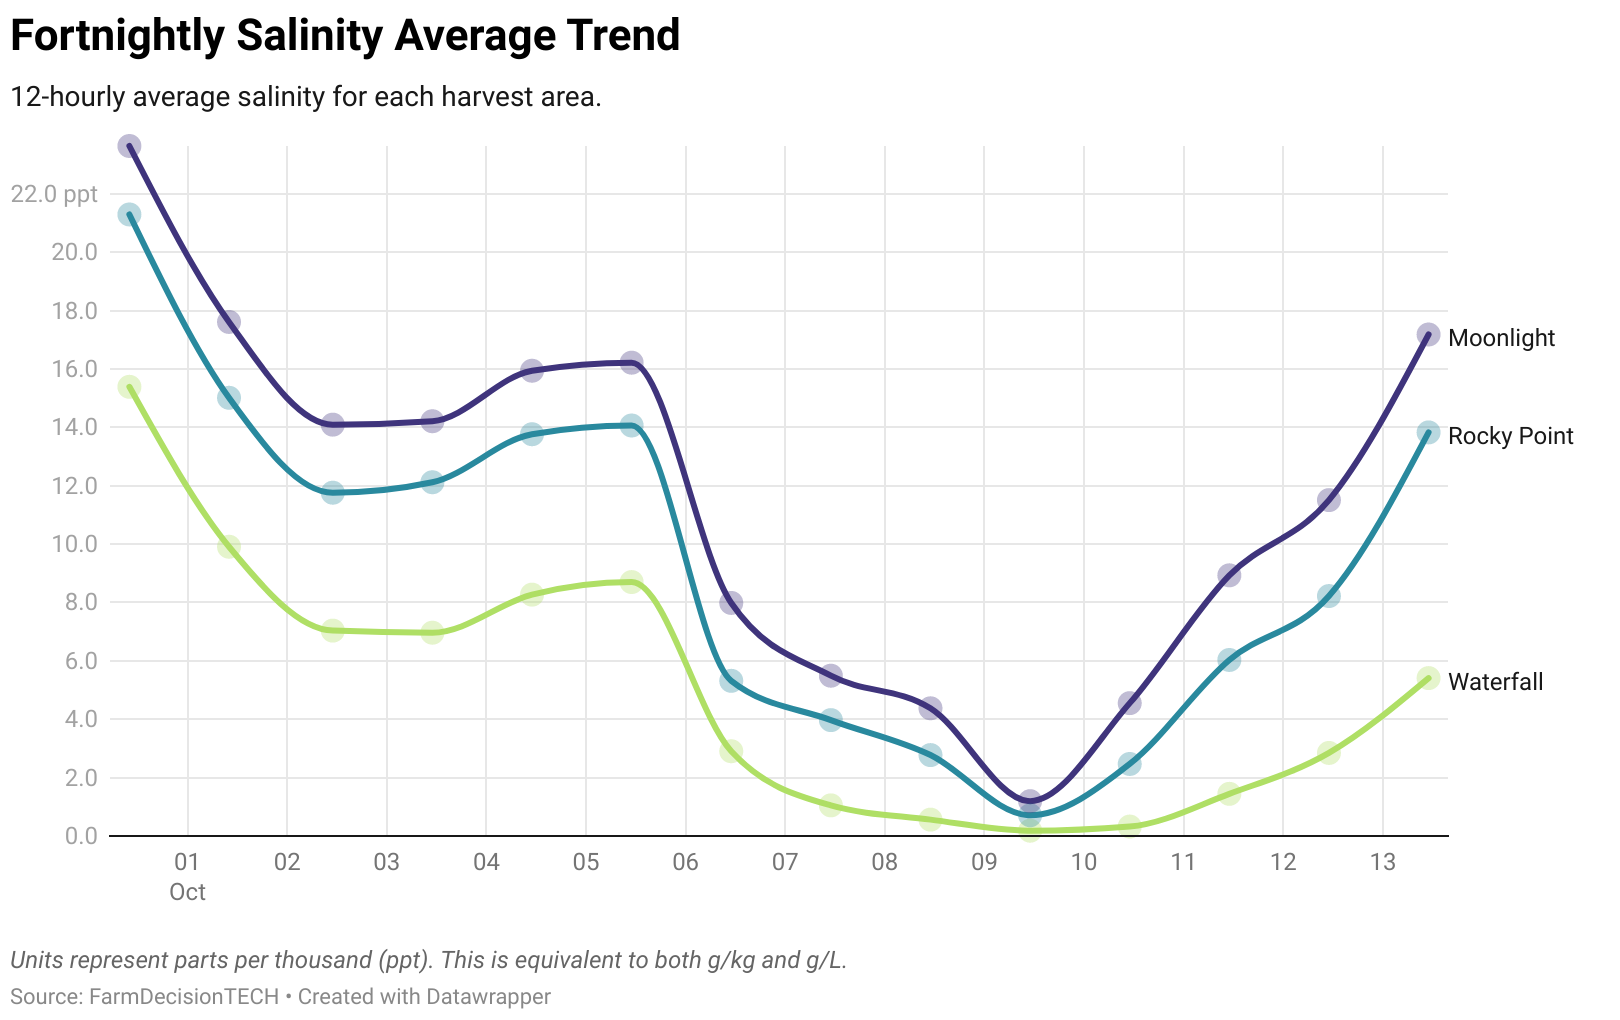 Fortnightly Salinity Average Trend
12-hourly average salinity for each harvest area.
22.0 ppt
20.0
18.0
16.0
14.0
12.0
10.0
8.0
6.0
4.0
2.0
0.0
Moonlight
Rocky Point
Waterfall
01 02 03 04 05 06 07 08 09 10 11 12 13
Oct
Units represent parts per thousand (ppt). This is equivalent to both g/kg and g/L.
Source: FarmDecisionTECH • Created with Datawrapper